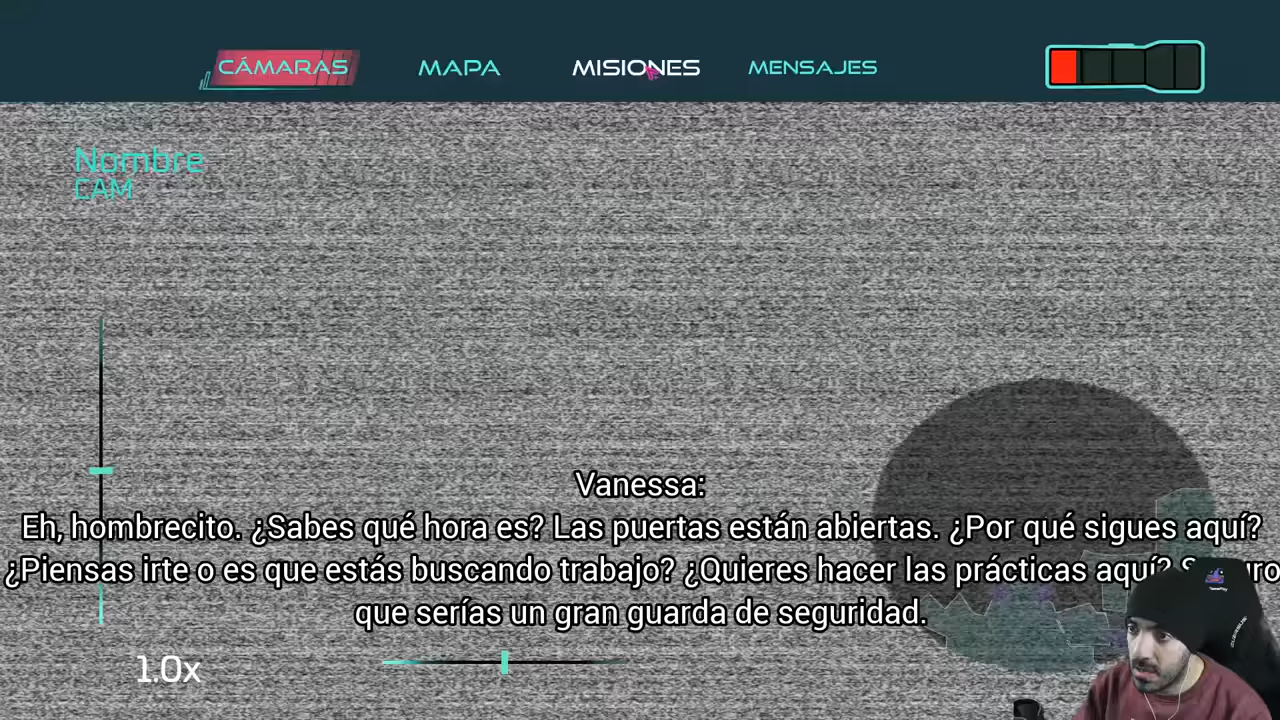 CÁMARAS MAPA MISIONES MENSAJES
Nombre
CAM
Vanessa:
Eh, hombrecito. ¿Sabes qué hora es? Las puertas están abiertas. ¿Por qué sigues aquí?
¿Piensas irte o es que estás buscando trabajo? ¿Quieres hacer las prácticas aquí?
que serías un gran guarda de seguridad.
1.0x